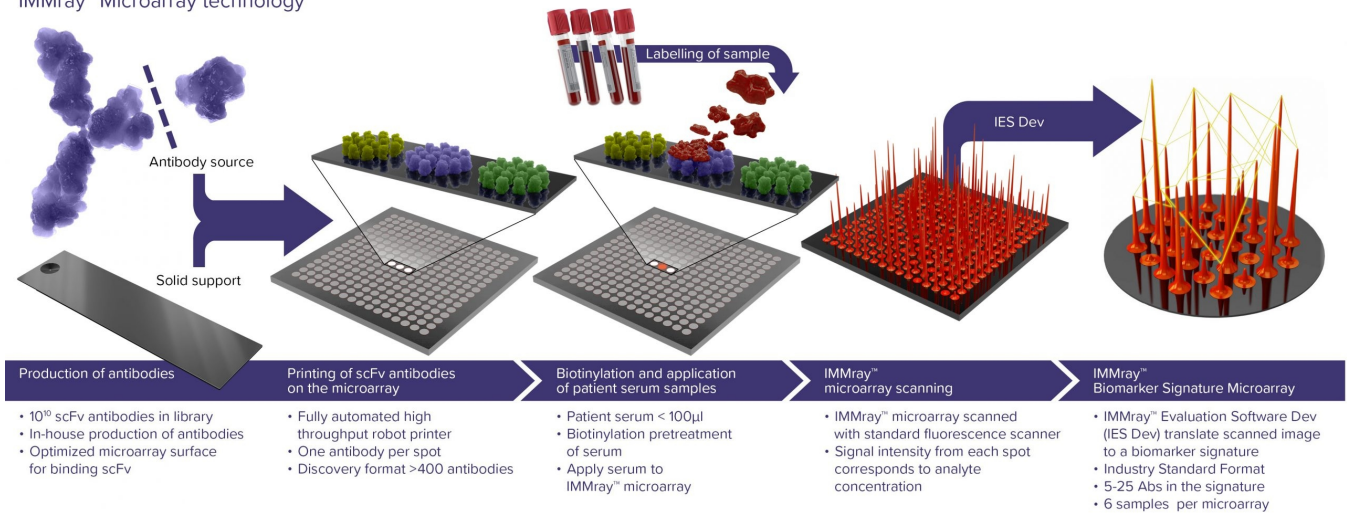 IMMray™ Microarray technology
Labelling of sample
IES Dev
Antibody source
Solid support
Production of antibodies
• 10¹⁰ scFv antibodies in library
• In-house production of antibodies
• Optimized microarray surface
for binding scFv
Printing of scFv antibodies
on the microarray
• Fully automated high
throughput robot printer
• One antibody per spot
• Discovery format >400 antibodies
Biotinylation and application
of patient serum samples
• Patient serum < 100µl
• Biotinylation pretreatment
of serum
• Apply serum to
IMMray™ microarray
IMMray™
microarray scanning
• IMMray™ microarray scanned
with standard fluorescence scanner
• Signal intensity from each spot
corresponds to analyte
concentration
IMMray™
Biomarker Signature Microarray
• IMMray™ Evaluation Software Dev
(IES Dev) translate scanned image
to a biomarker signature
• Industry Standard Format
• 5-25 Abs in the signature
• 6 samples per microarray